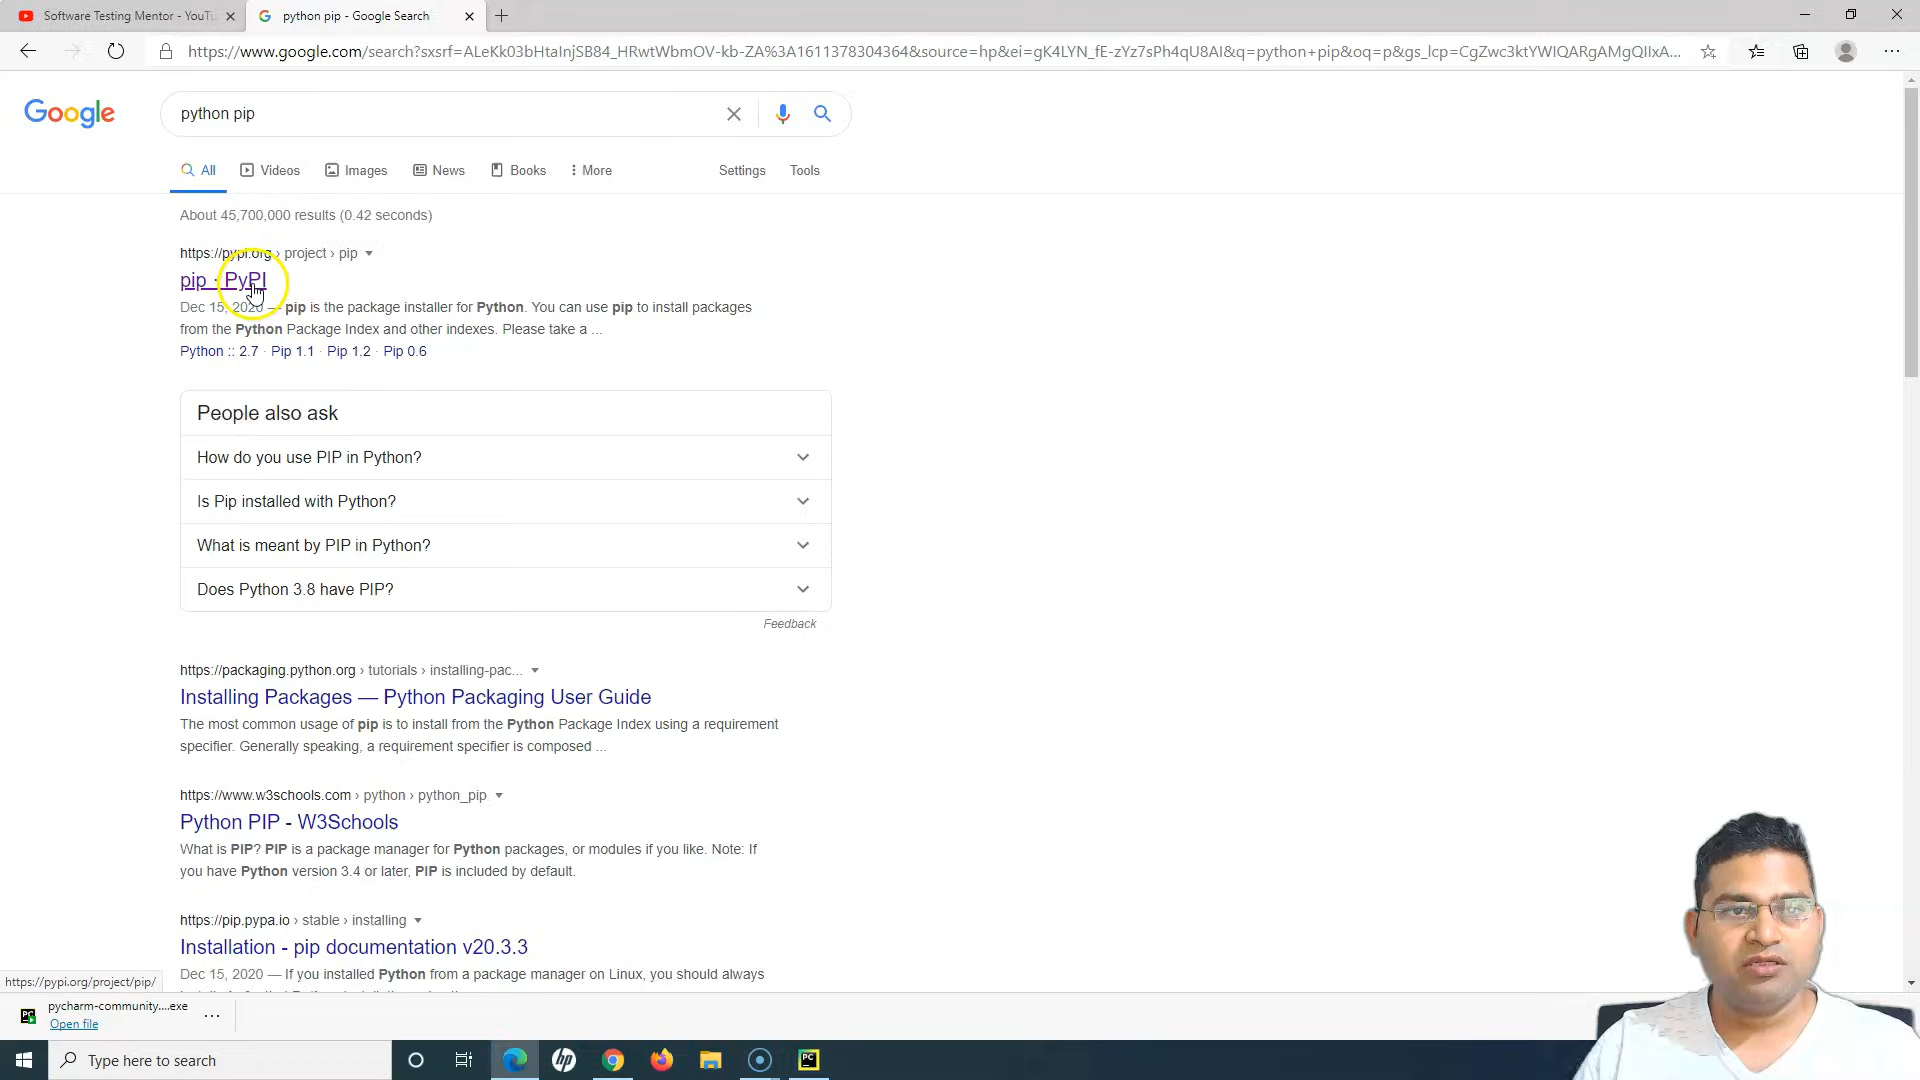 Software Testing Mentor - YouTu
python pip - Google Search
https://www.google.com/search?sxsrf=ALeKk03bHtaInjSB84_HRwtWbmOV-kb-ZA%3A1611378304364&source=hp&ei=gK4LYN_fE-zYz7sPh4qU8AI&q=python+pip&oq=p&gs_lcp=CgZwc3ktYWIQARgAMgQIIxA...
Google
python pip
All
Videos
Images
News
Books
More
Settings
Tools
About 45,700,000 results (0.42 seconds)
https://pypi.org › project › pip
pip · PyPI
Dec 15, 2020 — pip is the package installer for Python. You can use pip to install packages
from the Python Package Index and other indexes. Please take a ...
Python :: 2.7 · Pip 1.1 · Pip 1.2 · Pip 0.6
People also ask
How do you use PIP in Python?
Is Pip installed with Python?
What is meant by PIP in Python?
Does Python 3.8 have PIP?
Feedback
https://packaging.python.org › tutorials › installing-pac...
Installing Packages — Python Packaging User Guide
The most common usage of pip is to install from the Python Package Index using a requirement
specifier. Generally speaking, a requirement specifier is composed ...
https://www.w3schools.com › python › python_pip
Python PIP - W3Schools
What is PIP? PIP is a package manager for Python packages, or modules if you like. Note: If
you have Python version 3.4 or later, PIP is included by default.
https://pip.pypa.io › stable › installing
Installation - pip documentation v20.3.3
Dec 15, 2020 — If you installed Python from a package manager on Linux, you should always
https://pypi.org/project/pip/
pycharm-community....exe
Open file
Type here to search
hp
PC